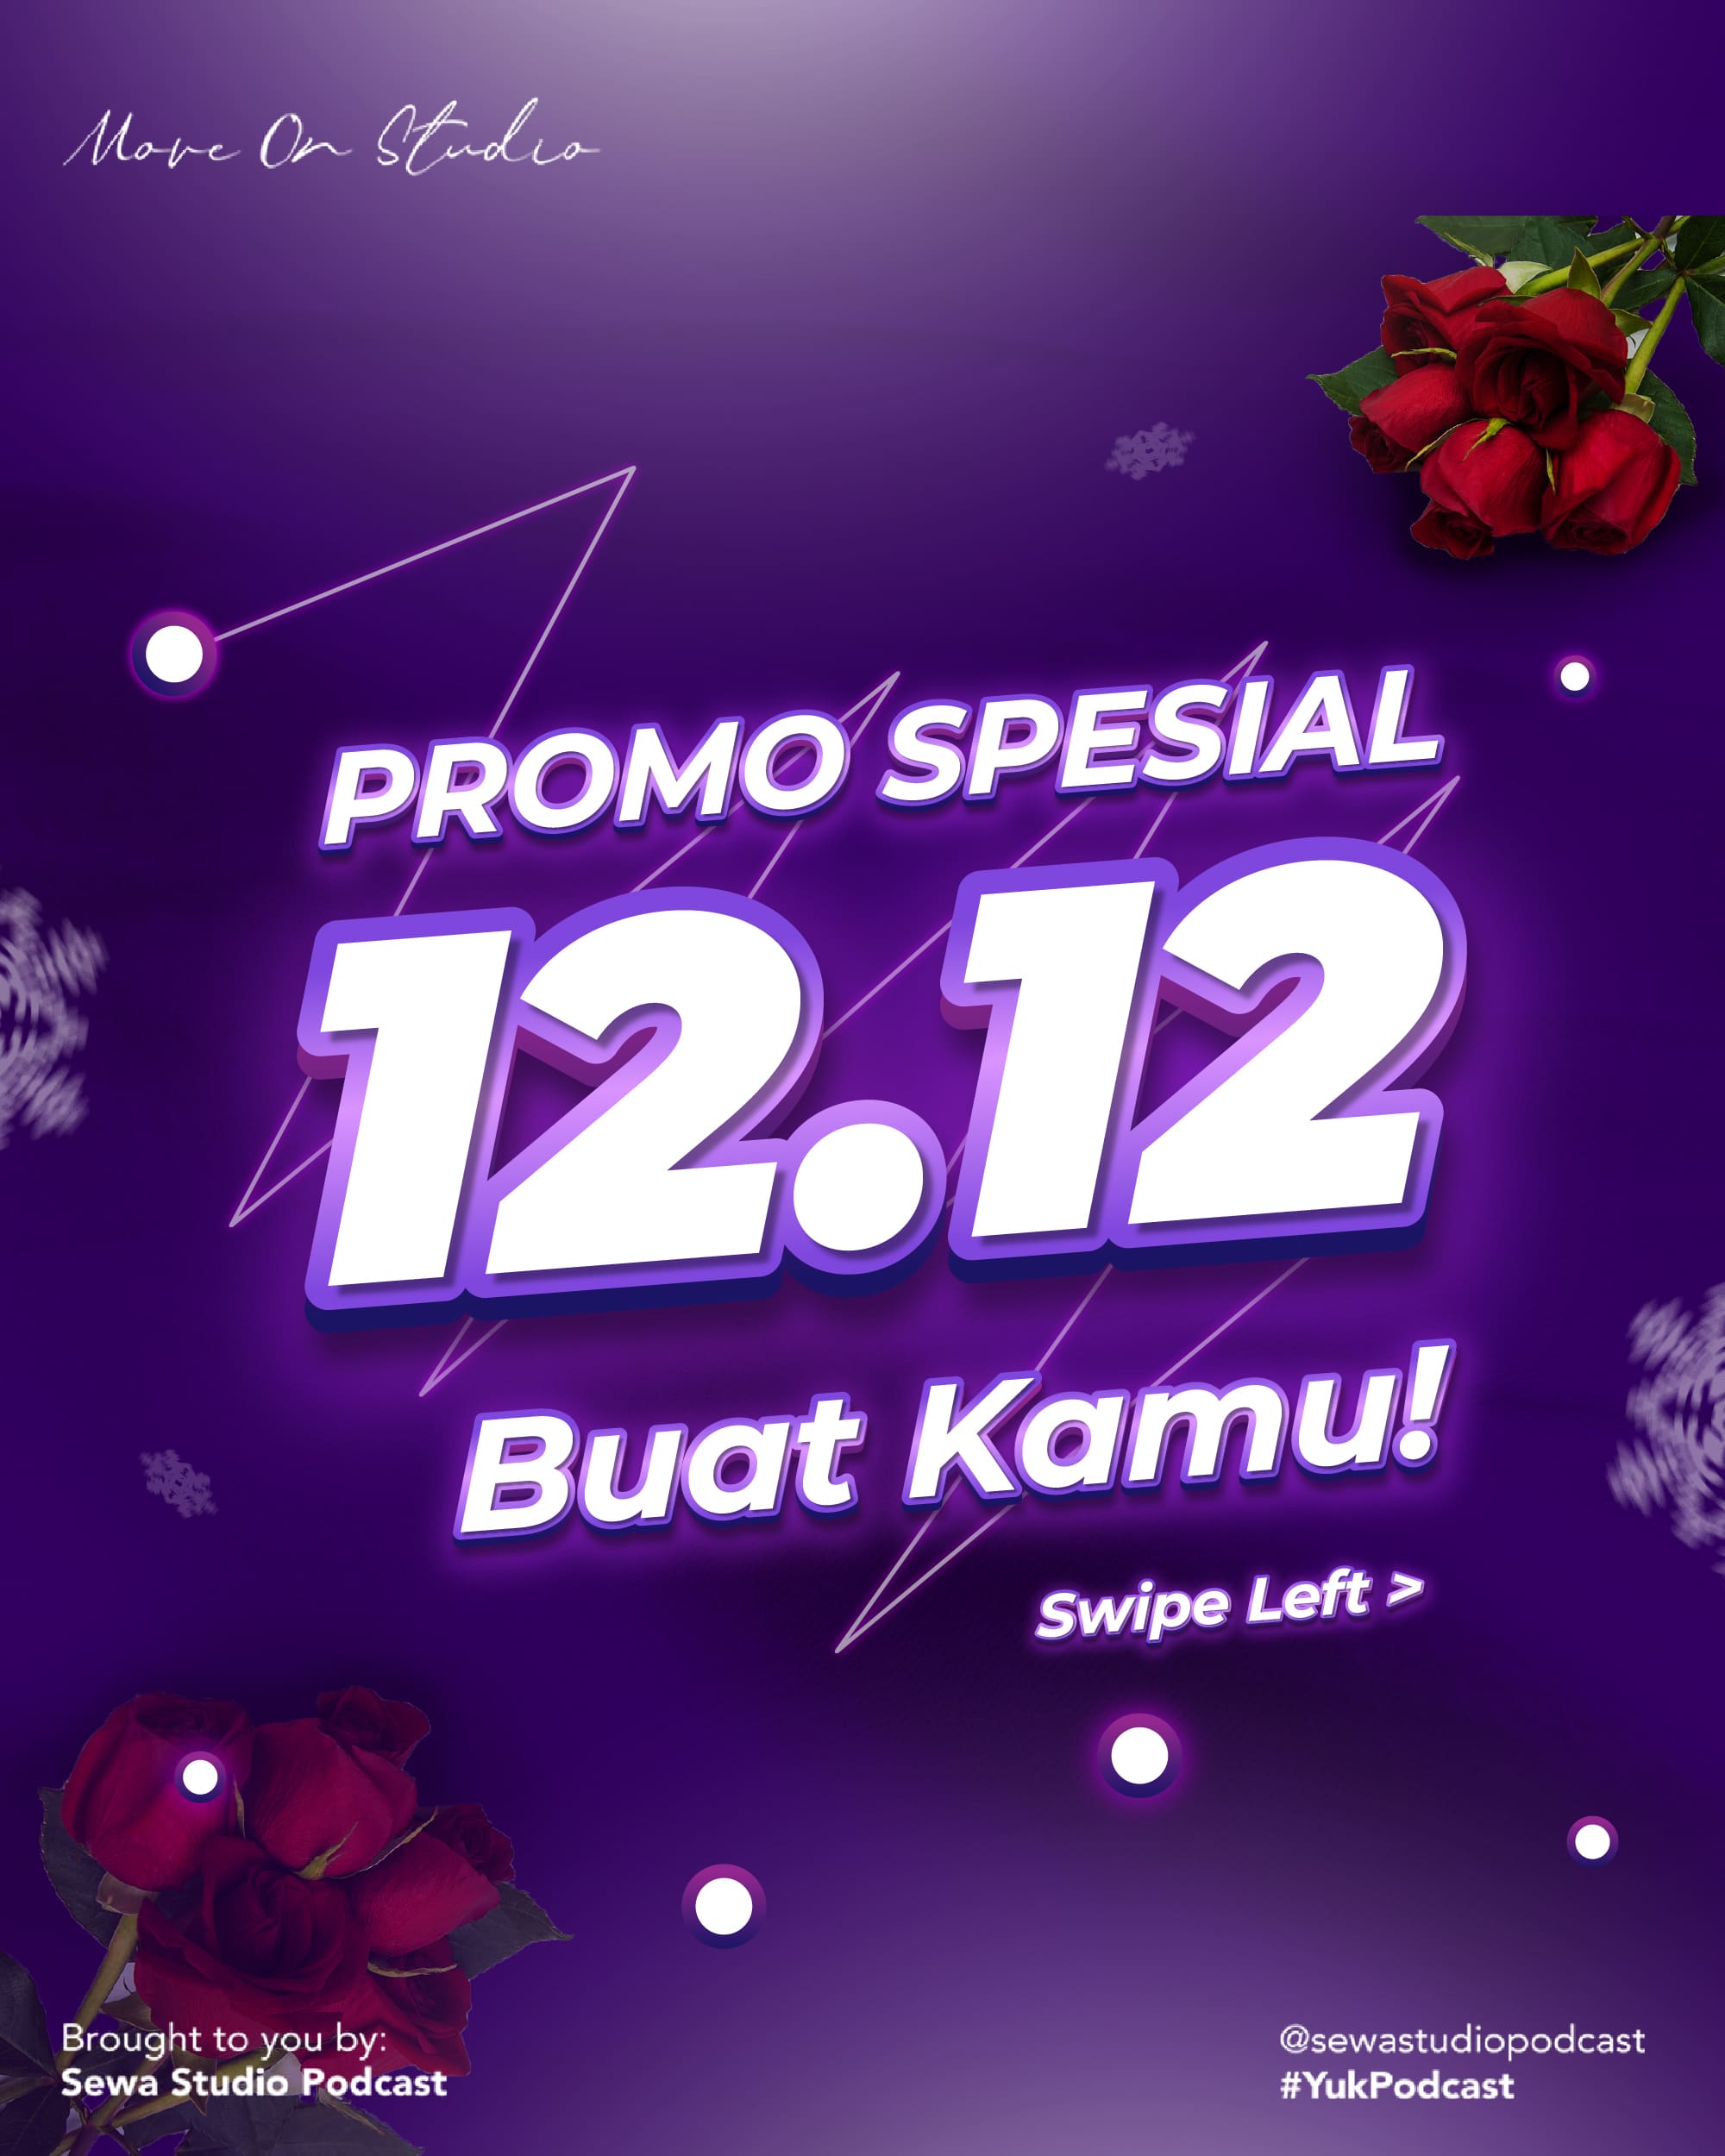 Move On Studio
PROMO SPESIAL
12.12
Buat Kamu!
Swipe Left >
Brought to you by:
Sewa Studio Podcast
@sewastudiopodcast
#YukPodcast